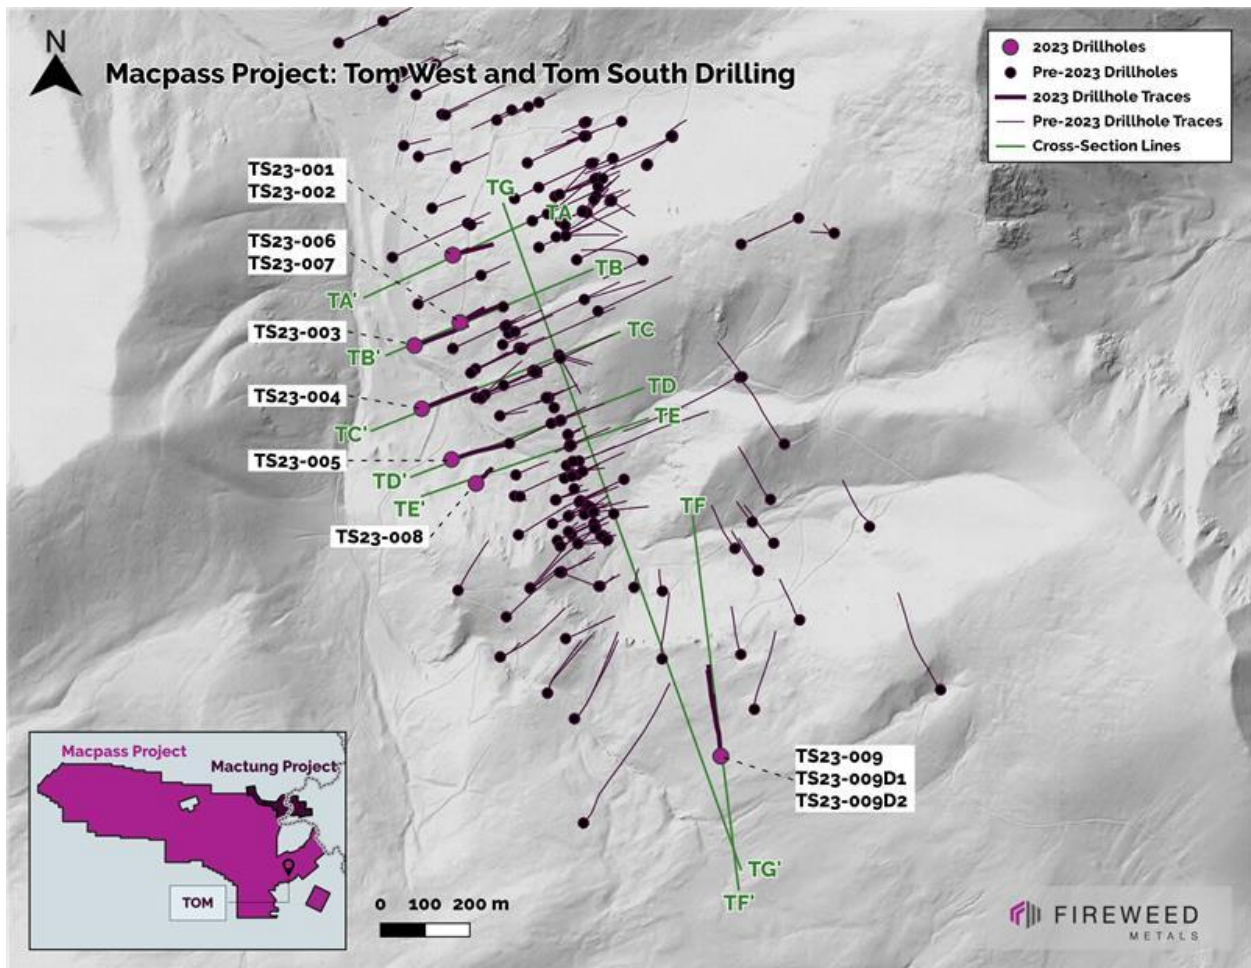 N
Macpass Project: Tom West and Tom South Drilling
2023 Drillholes
Pre-2023 Drillholes
2023 Drillhole Traces
Pre-2023 Drillhole Traces
Cross-Section Lines
TS23-001
TS23-002
TG
TA
TS23-006
TS23-007
TB
TA'
TS23-003
TC
TB'
TS23-004
TD
TE
TC'
TS23-005
TD'
TE'
TF
TS23-008
TS23-009
TS23-009D1
TS23-009D2
TG'
TF'
Macpass Project
Mactung Project
TOM
0 100 200 m
FIREWEED
METALS